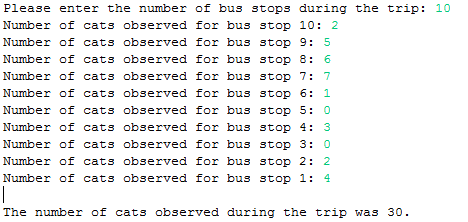 Please enter the number of bus stops during the trip: 10
Number of cats observed for bus stop 10: 2
Number of cats observed for bus stop 9: 5
Number of cats observed for bus stop 8: 6
Number of cats observed for bus stop 7: 7
Number of cats observed for bus stop 6: 1
Number of cats observed for bus stop 5: 0
Number of cats observed for bus stop 4: 3
Number of cats observed for bus stop 3: 0
Number of cats observed for bus stop 2: 2
Number of cats observed for bus stop 1: 4
The number of cats observed during the trip was 30.